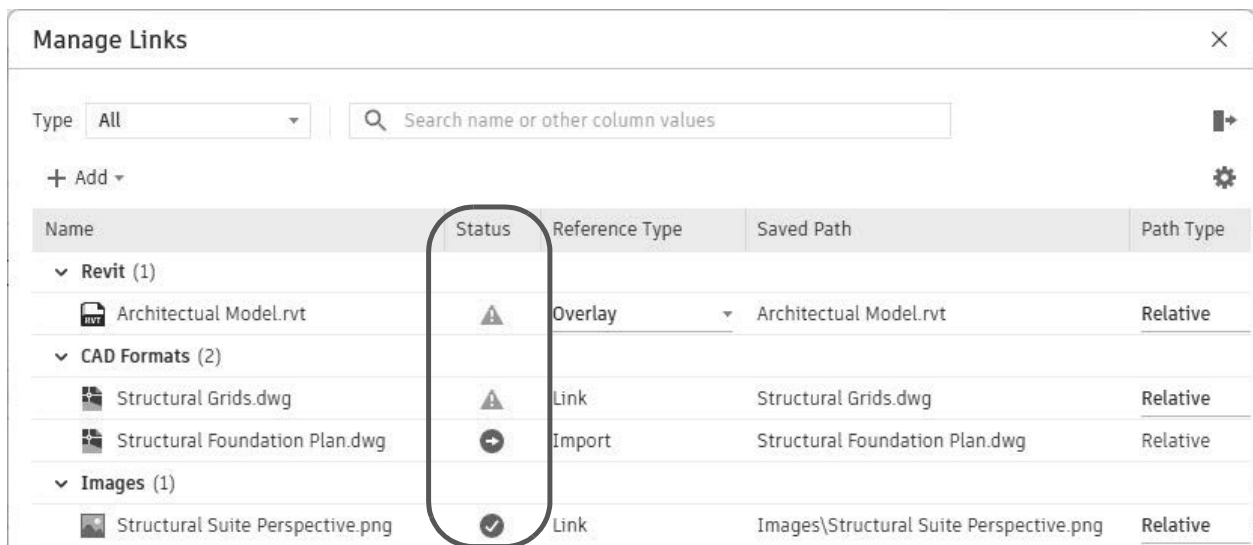 Manage Links
Type All Search name or other column values
Add
Name Status Reference Type Saved Path Path Type
Revit (1)
RVT Architectual Model.rvt Overlay Architectual Model.rvt Relative
CAD Formats (2)
Structural Grids.dwg Link Structural Grids.dwg Relative
Structural Foundation Plan.dwg Import Structural Foundation Plan.dwg Relative
Images (1)
Structural Suite Perspective.png Link Images\Structural Suite Perspective.png Relative